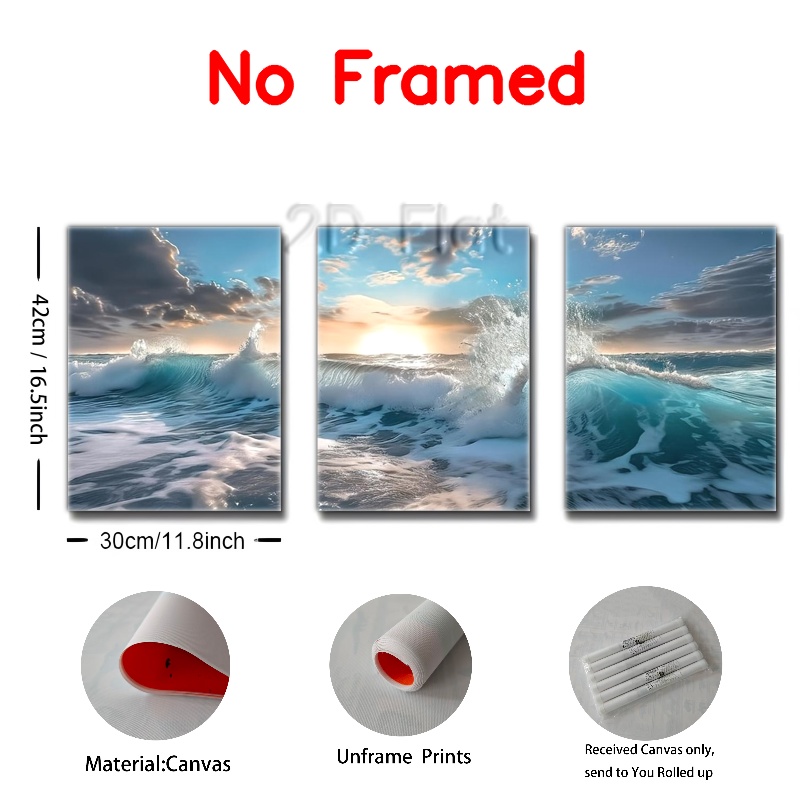 No Framed
2D Flat
42cm / 16.5inch
30cm/11.8inch
Material:Canvas
Unframe Prints
Received Canvas only,
send to You Rolled up